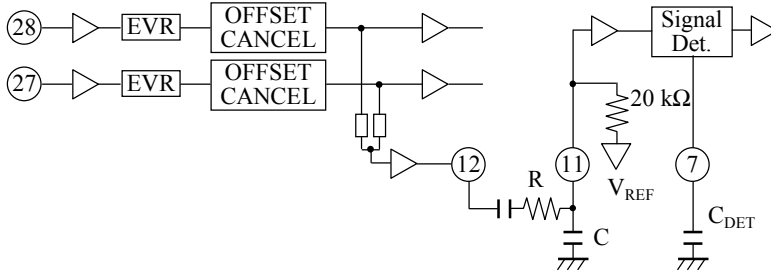 28
EVR
OFFSET
CANCEL
Signal
Det.
27
EVR
OFFSET
CANCEL
20 kΩ
12
11
7
R
VREF
C
CDET